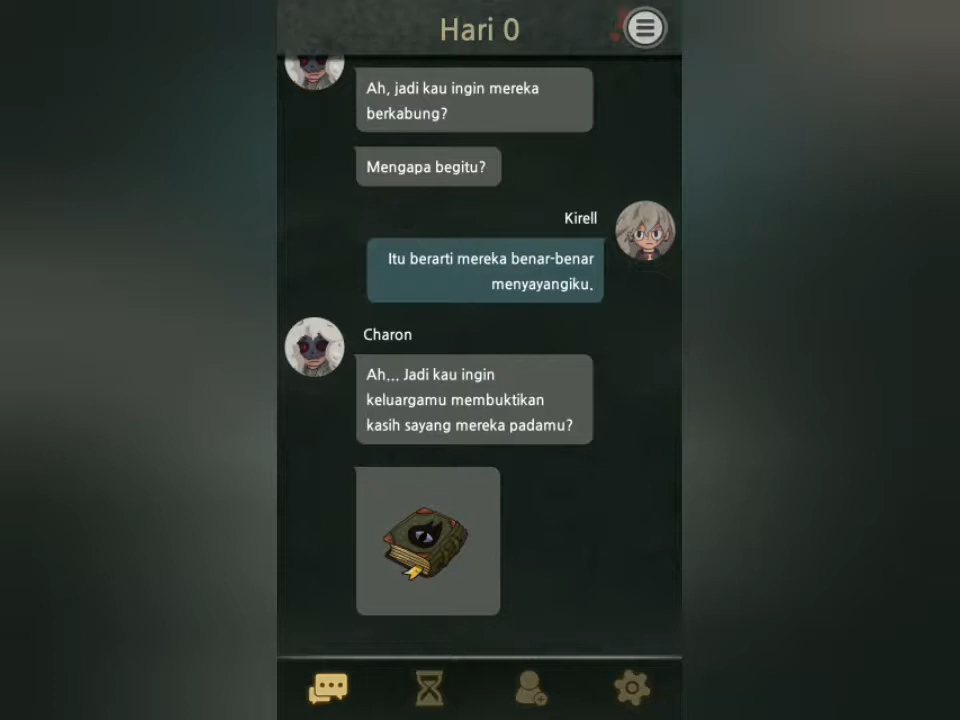 Hari 0
Ah, jadi kau ingin mereka
berkabung?
Mengapa begitu?
Kirell
Itu berarti mereka benar-benar
menyayangiku.
Charon
Ah... Jadi kau ingin
keluargamu membuktikan
kasih sayang mereka padamu?